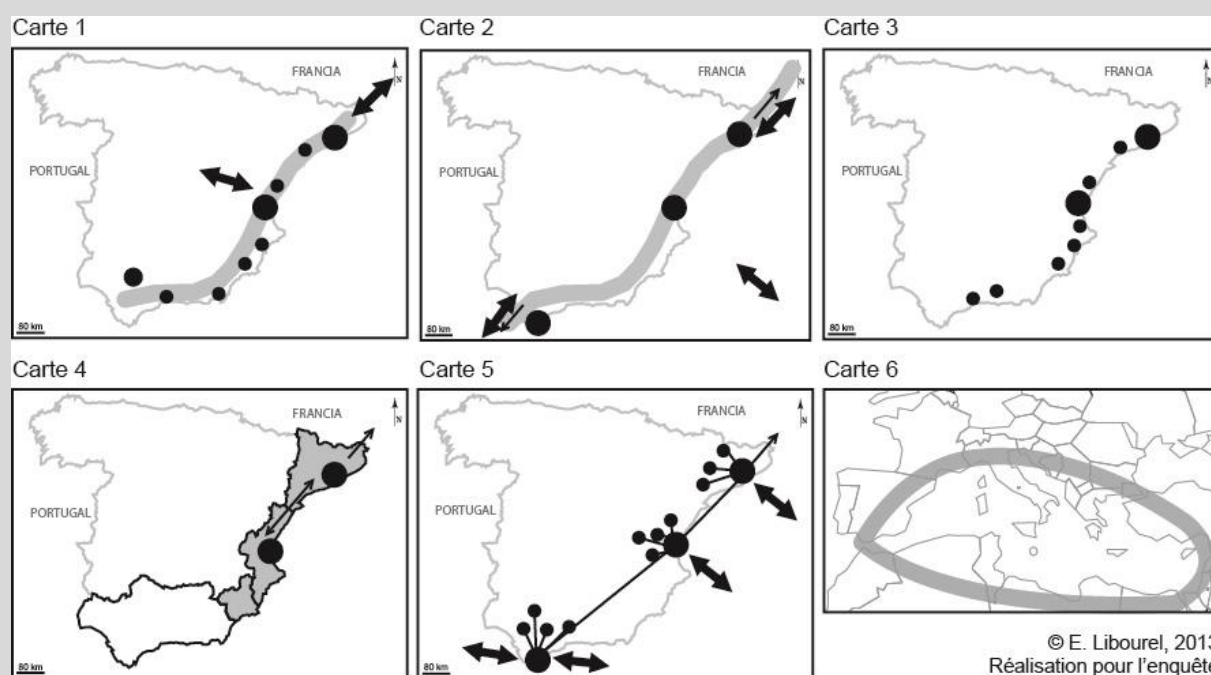 Carte 1
FRANCIA
N
PORTUGAL
80 km
Carte 2
FRANCIA
N
PORTUGAL
80 km
Carte 3
FRANCIA
N
PORTUGAL
80 km
Carte 4
FRANCIA
N
PORTUGAL
80 km
Carte 5
FRANCIA
N
PORTUGAL
80 km
Carte 6
© E. Libourel, 2013
Réalisation pour l'enquête